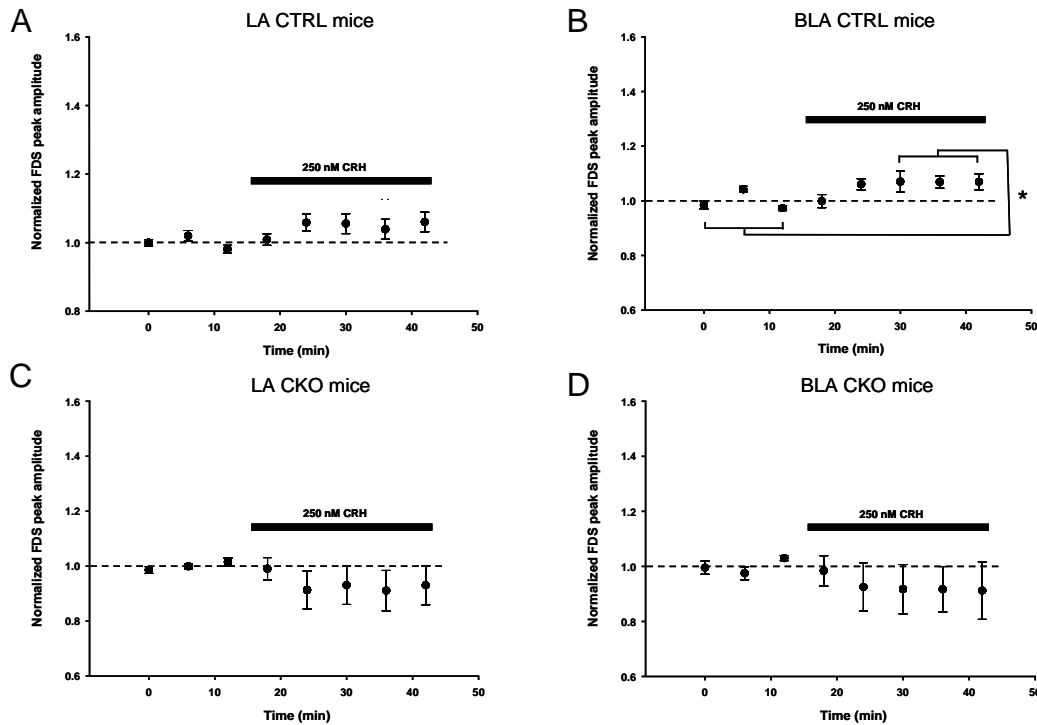 A
LA CTRL mice
Normalized FDS peak amplitude
1.6
1.4
1.2
1.0
0.8
250 nM CRH
0
10
20
30
40
50
Time (min)
B
BLA CTRL mice
Normalized FDS peak amplitude
1.6
1.4
1.2
1.0
0.8
0.6
250 nM CRH
*
0
10
20
30
40
50
Time (min)
C
LA CKO mice
Normalized FDS peak amplitude
1.6
1.4
1.2
1.0
0.8
0.6
250 nM CRH
0
10
20
30
40
50
Time (min)
D
BLA CKO mice
Normalized FDS peak amplitude
1.6
1.4
1.2
1.0
0.8
0.6
250 nM CRH
0
10
20
30
40
50
Time (min)